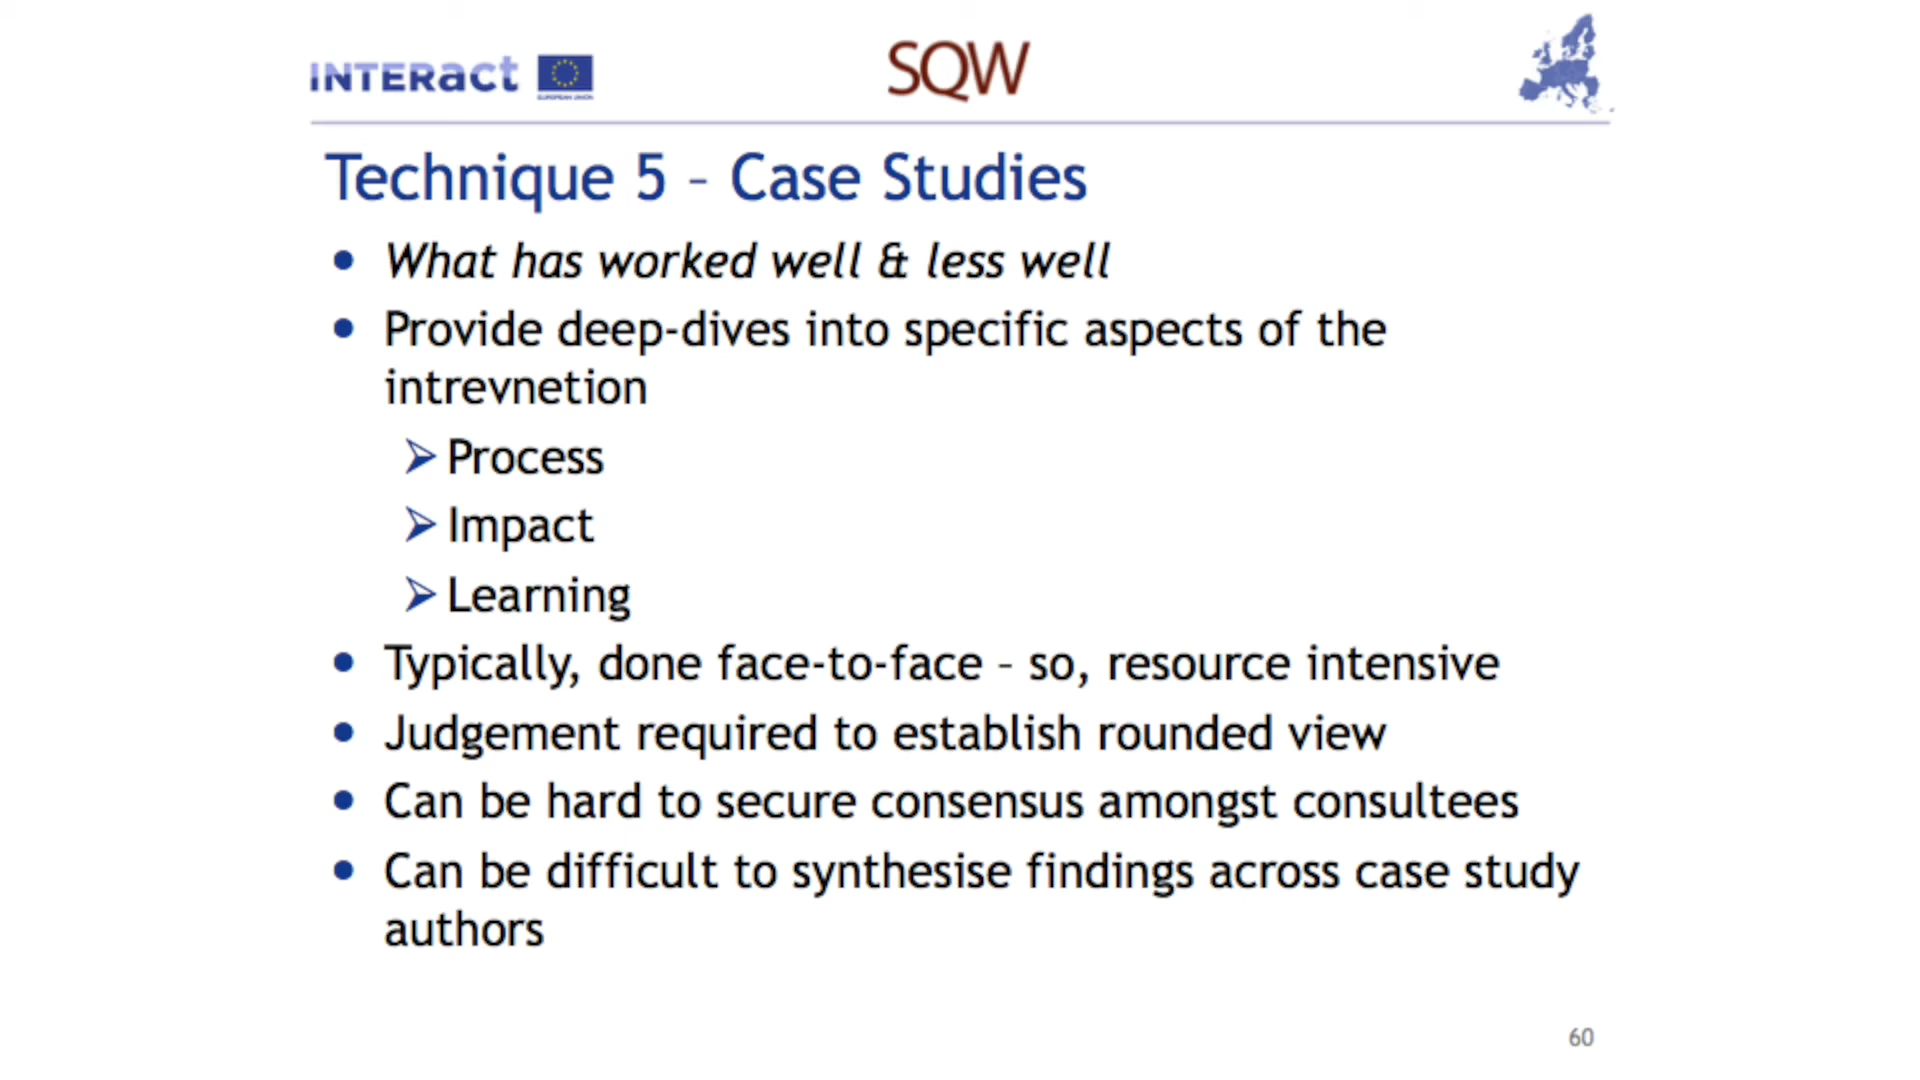 INTERact
EUROPEAN UNION
SQW
Technique 5 – Case Studies
• What has worked well & less well
• Provide deep-dives into specific aspects of the
intrevnetion
➢ Process
➢ Impact
➢ Learning
• Typically, done face-to-face – so, resource intensive
• Judgement required to establish rounded view
• Can be hard to secure consensus amongst consultees
• Can be difficult to synthesise findings across case study
authors
60